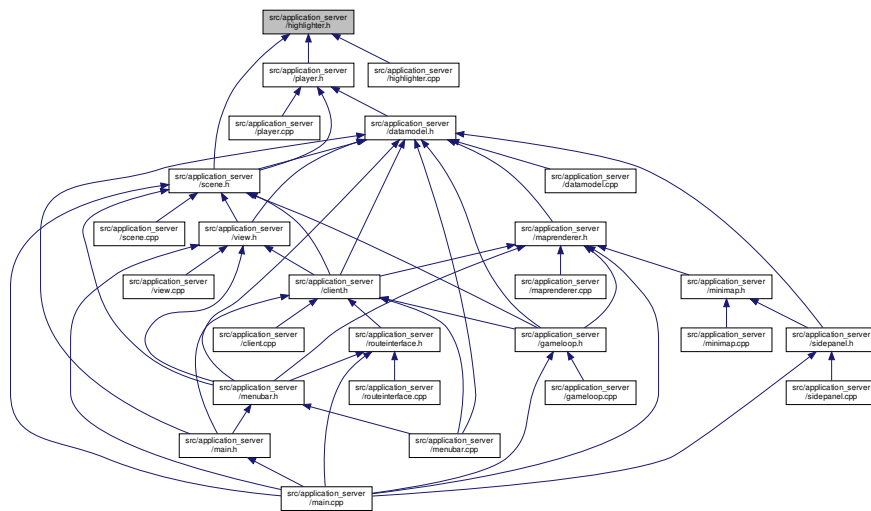 src/application_server
/highlighter.h
src/application_server
/player.h
src/application_server
/highlighter.cpp
src/application_server
/player.cpp
src/application_server
/datamodel.h
src/application_server
/scene.h
src/application_server
/datamodel.cpp
src/application_server
/scene.cpp
src/application_server
/view.h
src/application_server
/maprenderer.h
src/application_server
/view.cpp
src/application_server
/client.h
src/application_server
/maprenderer.cpp
src/application_server
/minimap.h
src/application_server
/client.cpp
src/application_server
/routeinterface.h
src/application_server
/gameloop.h
src/application_server
/minimap.cpp
src/application_server
/sidepanel.h
src/application_server
/menubar.h
src/application_server
/routeinterface.cpp
src/application_server
/gameloop.cpp
src/application_server
/sidepanel.cpp
src/application_server
/main.h
src/application_server
/menubar.cpp
src/application_server
/main.cpp